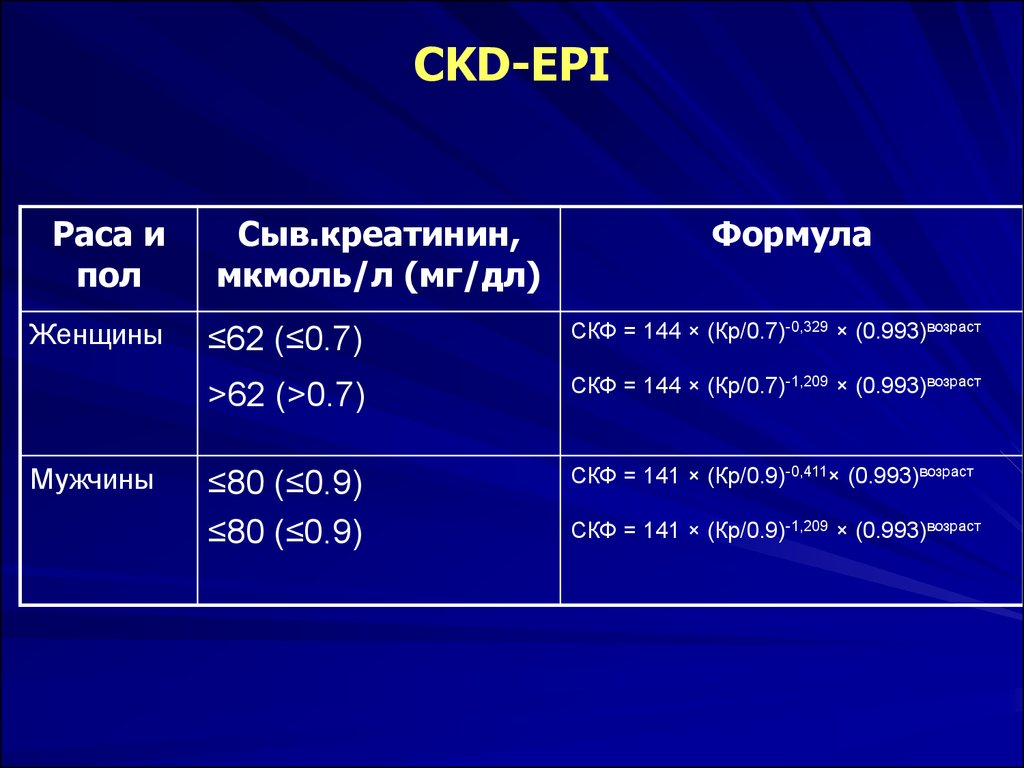 CKD-EPI
Раса и
пол
Сыв.креатинин,
мкмоль/л (мг/дл)
Формула
Женщины
≤62 (≤0.7)
СКФ = 144 × (Кр/0.7)-0,329 × (0.993)возраст
>62 (>0.7)
СКФ = 144 × (Кр/0.7)-1,209 × (0.993)возраст
Мужчины
≤80 (≤0.9)
СКФ = 141 × (Кр/0.9)-0,411× (0.993)возраст
≤80 (≤0.9)
СКФ = 141 × (Кр/0.9)-1,209 × (0.993)возраст